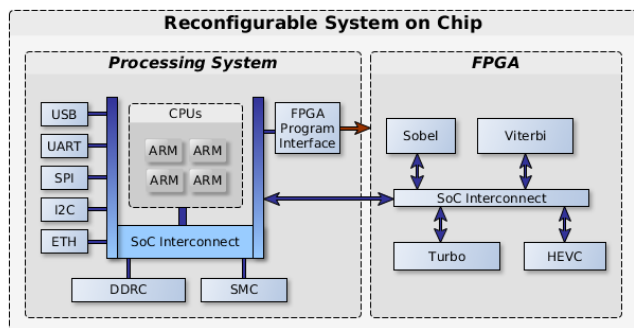 Reconfigurable System on Chip
Processing System
FPGA
USB
UART
SPI
I2C
ETH
CPUs
ARM ARM
ARM ARM
FPGA
Program
Interface
SoC Interconnect
DDRC
SMC
Sobel
Viterbi
SoC Interconnect
Turbo
HEVC